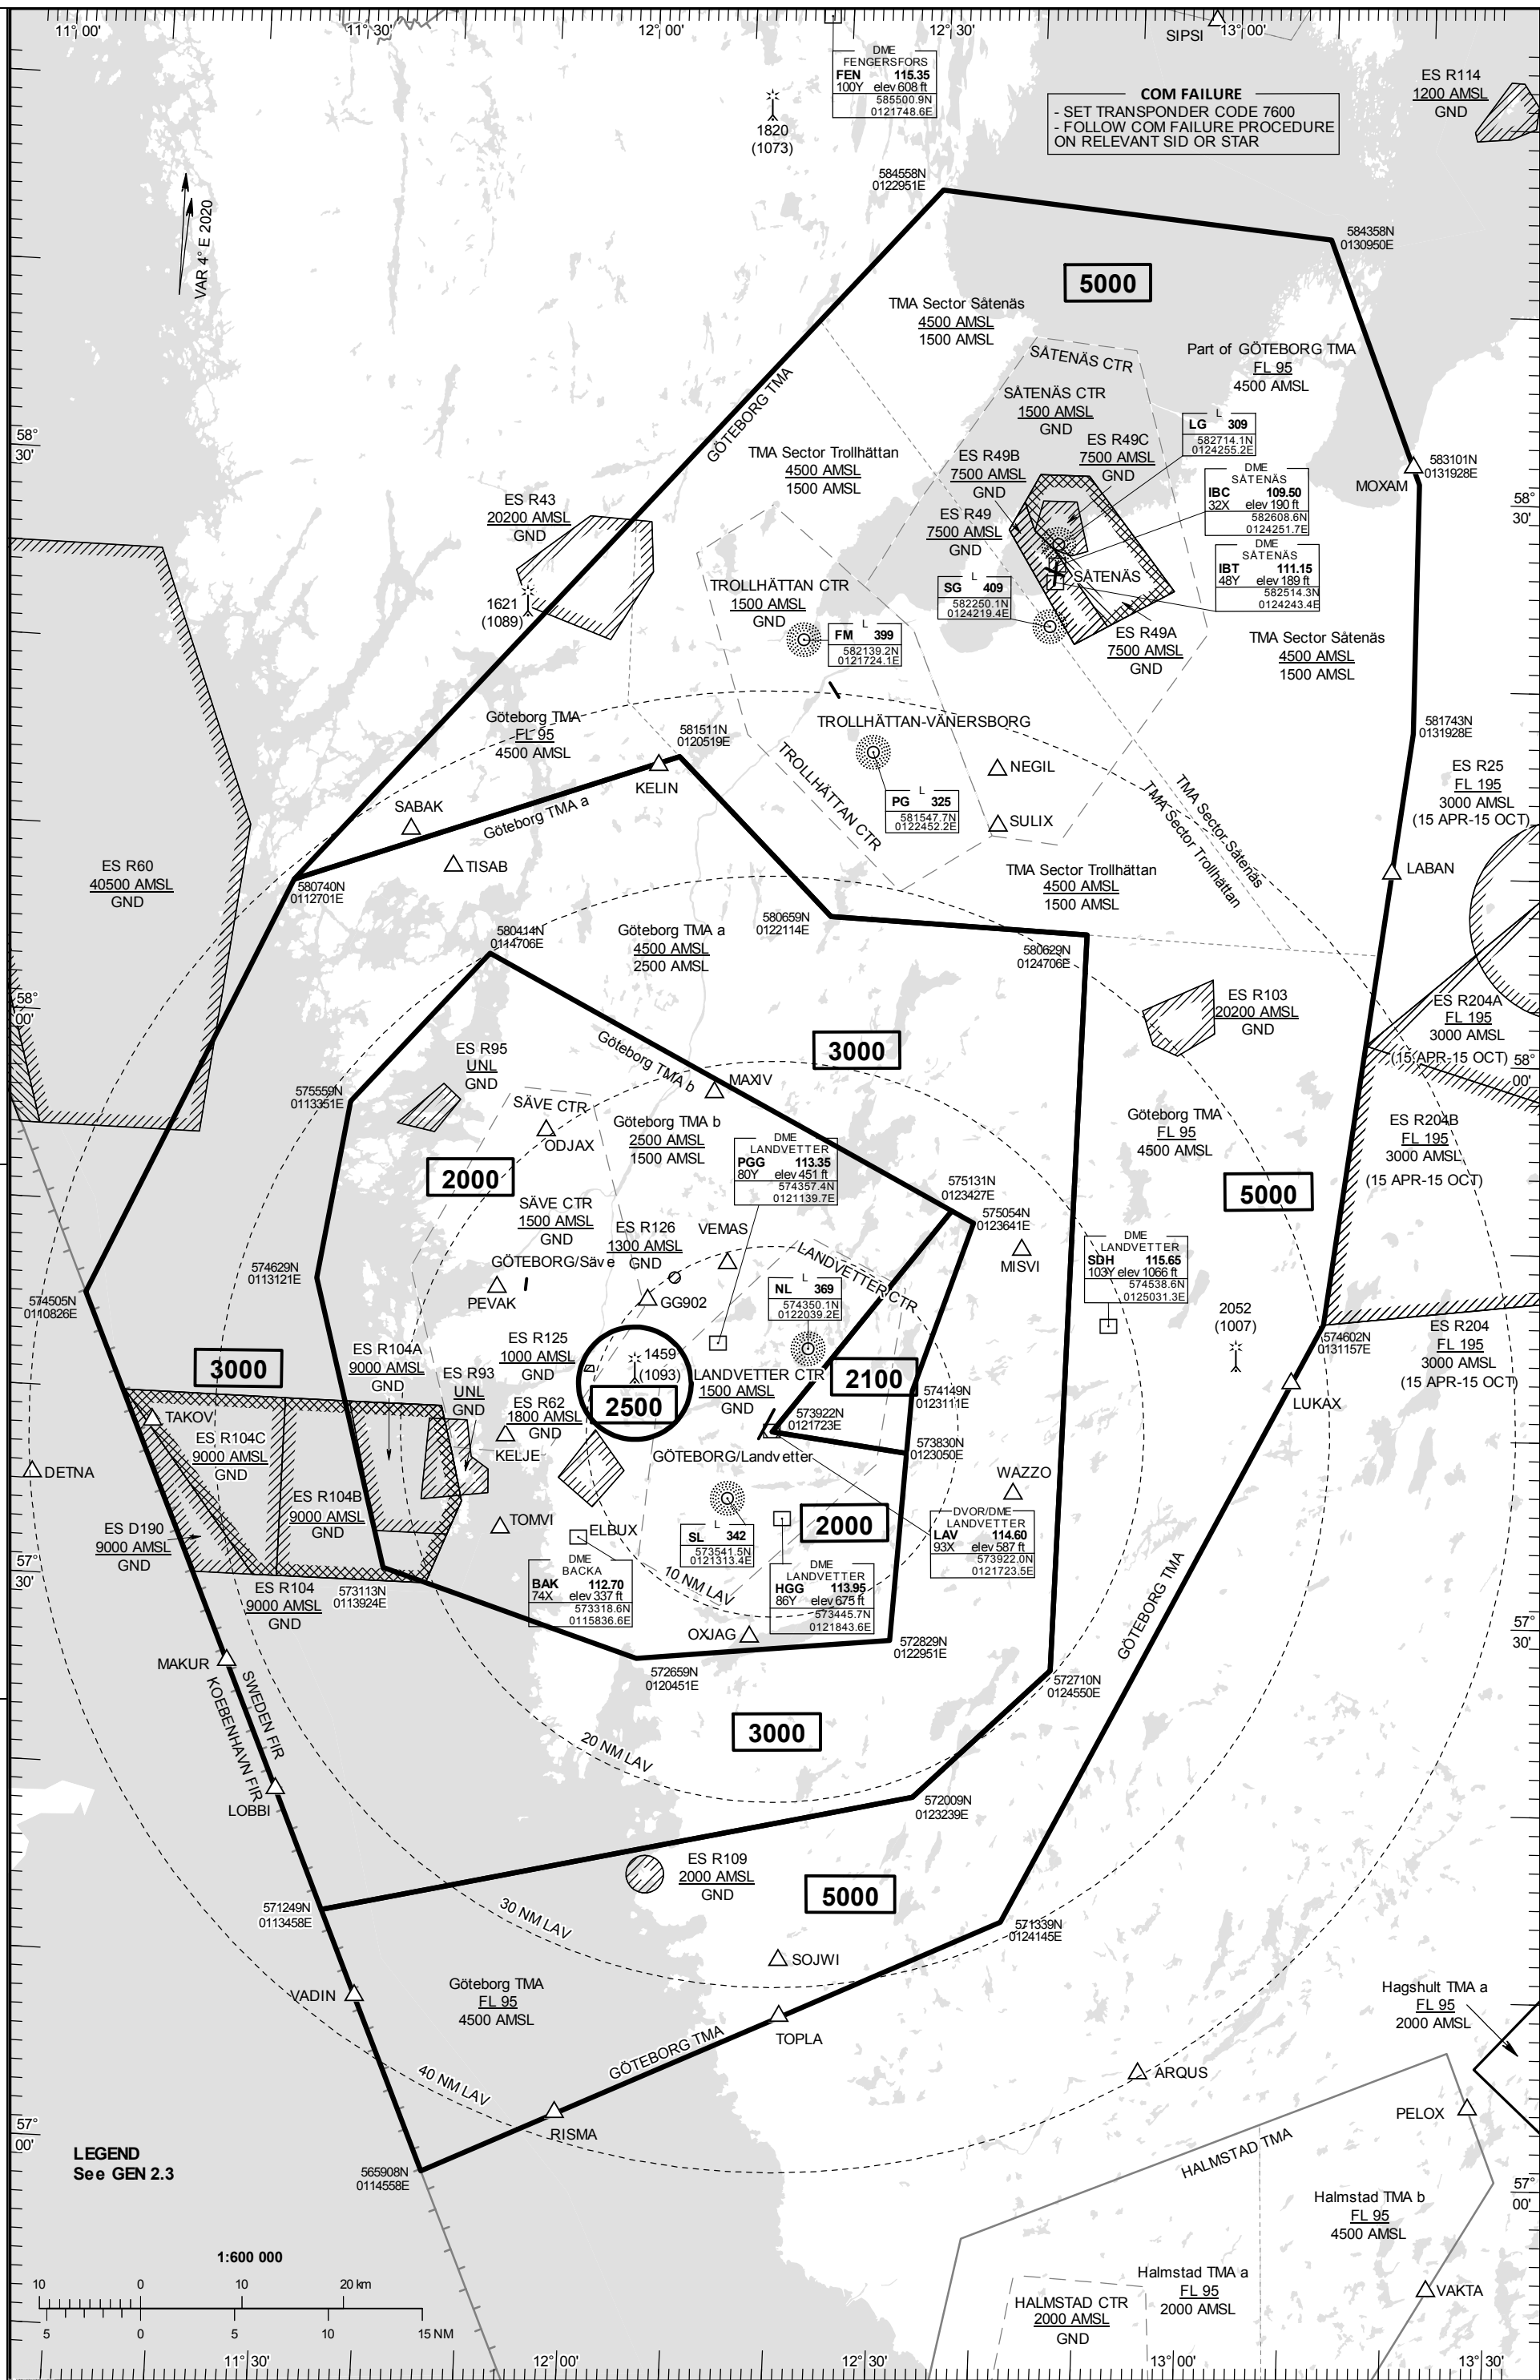 11° 00'
11° 30'
12° 00'
12° 30'
13° 00'
SIPSI
DME
FENGERSFORS
FEN 115.35
100Y elev 608 ft
585500.9N
0121748.6E
COM FAILURE
- SET TRANSPONDER CODE 7600
- FOLLOW COM FAILURE PROCEDURE
ON RELEVANT SID OR STAR
ES R114
1200 AMSL
GND
1820
(1073)
VAR 4° E 2020
584558N
0122951E
584358N
0130950E
5000
TMA Sector Såtenäs
4500 AMSL
1500 AMSL
SÅTENÄS CTR
Part of GÖTEBORG TMA
FL 95
4500 AMSL
GÖTEBORG TMA
SÅTENÄS CTR
1500 AMSL
GND
L
LG 309
582714.1N
0124255.2E
58°
30'
TMA Sector Trollhättan
4500 AMSL
1500 AMSL
ES R49B
7500 AMSL
GND
ES R49C
7500 AMSL
GND
583101N
0131928E
MOXAM
DME
SÅTENÄS
IBC 109.50
32X elev 190 ft
582608.6N
0124251.7E
58°
30'
ES R43
20200 AMSL
GND
ES R49
7500 AMSL
GND
DME
SÅTENÄS
IBT 111.15
48Y elev 189 ft
582514.3N
0124243.4E
SÅTENÄS
1621
(1089)
TROLLHÄTTAN CTR
1500 AMSL
GND
L
SG 409
582250.1N
0124219.4E
L
FM 399
582139.2N
0121724.1E
ES R49A
7500 AMSL
GND
TMA Sector Såtenäs
4500 AMSL
1500 AMSL
Göteborg TMA
FL 95
4500 AMSL
581511N
0120519E
TROLLHÄTTAN-VÄNERSBORG
581743N
0131928E
KELIN
TROLLHÄTTAN CTR
NEGIL
ES R25
FL 195
3000 AMSL
(15 APR-15 OCT)
SABAK
Göteborg TMA a
L
PG 325
581547.7N
0122452.2E
SULIX
TMA Sector Såtenäs
TMA Sector Trollhättan
TISAB
ES R60
40500 AMSL
GND
580740N
0112701E
TMA Sector Trollhättan
4500 AMSL
1500 AMSL
LABAN
580659N
0122114E
580414N
0114706E
Göteborg TMA a
4500 AMSL
2500 AMSL
580629N
0124706E
58°
00'
ES R103
20200 AMSL
GND
ES R204A
FL 195
3000 AMSL
(15 APR-15 OCT)
58°
00'
3000
Göteborg TMA b
ES R95
UNL
GND
MAXIV
575559N
0113351E
SÄVE CTR
ODJAX
Göteborg TMA b
2500 AMSL
1500 AMSL
Göteborg TMA
FL 95
4500 AMSL
ES R204B
FL 195
3000 AMSL
(15 APR-15 OCT)
2000
DME
LANDVETTER
PGG 113.35
80Y elev 451 ft
574357.4N
0121139.7E
575131N
0123427E
5000
SÄVE CTR
1500 AMSL
GND
ES R126
1300 AMSL
GND
VEMAS
575054N
0123641E
LANDVETTER CTR
MISVI
DME
LANDVETTER
SDH 115.65
103Y elev 1066 ft
574538.6N
0125031.3E
574629N
0113121E
GÖTEBORG/Säve
PEVAK
GG902
L
NL 369
574350.1N
0122039.2E
574505N
0110826E
2052
(1007)
574602N
0131157E
ES R204
FL 195
3000 AMSL
(15 APR-15 OCT)
3000
ES R104A
9000 AMSL
GND
ES R125
1000 AMSL
GND
1459
(1093)
LANDVETTER CTR
1500 AMSL
GND
2100
574149N
0123111E
LUKAX
ES R93
UNL
GND
2500
ES R62
1800 AMSL
GND
573922N
0121723E
TAKOV
KELJE
GÖTEBORG/Landvetter
573830N
0123050E
ES R104C
9000 AMSL
GND
DETNA
WAZZO
ES R104B
9000 AMSL
GND
TOMVI
ELBUX
L
SL 342
573541.5N
0121313.4E
2000
DVOR/DME
LANDVETTER
LAV 114.60
93X elev 587 ft
573922.0N
0121723.5E
ES D190
9000 AMSL
GND
57°
30'
DME
BACKA
BAK 112.70
74X elev 337 ft
573318.6N
0115836.6E
10 NM LAV
DME
LANDVETTER
HGG 113.95
86Y elev 675 ft
573445.7N
0121843.6E
ES R104
9000 AMSL
GND
573113N
0113924E
GÖTEBORG TMA
OXJAG
57°
30'
MAKUR
572829N
0122951E
572659N
0120451E
572710N
0124550E
SWEDEN FIR
KOEBENHAVN FIR
3000
20 NM LAV
LOBBI
572009N
0123239E
ES R109
2000 AMSL
GND
5000
571249N
0113458E
30 NM LAV
571339N
0124145E
SOJWI
VADIN
Göteborg TMA
FL 95
4500 AMSL
Hagshult TMA a
FL 95
2000 AMSL
TOPLA
GÖTEBORG TMA
40 NM LAV
ARQUS
RISMA
PELOX
57°
00'
LEGEND
See GEN 2.3
565908N
0114558E
HALMSTAD TMA
57°
00'
Halmstad TMA b
FL 95
4500 AMSL
1:600 000
10 0 10 20 km
5 0 5 10 15 NM
Halmstad TMA a
FL 95
2000 AMSL
HALMSTAD CTR
2000 AMSL
GND
VAKTA
11° 30'
12° 00'
12° 30'
13° 00'
13° 30'